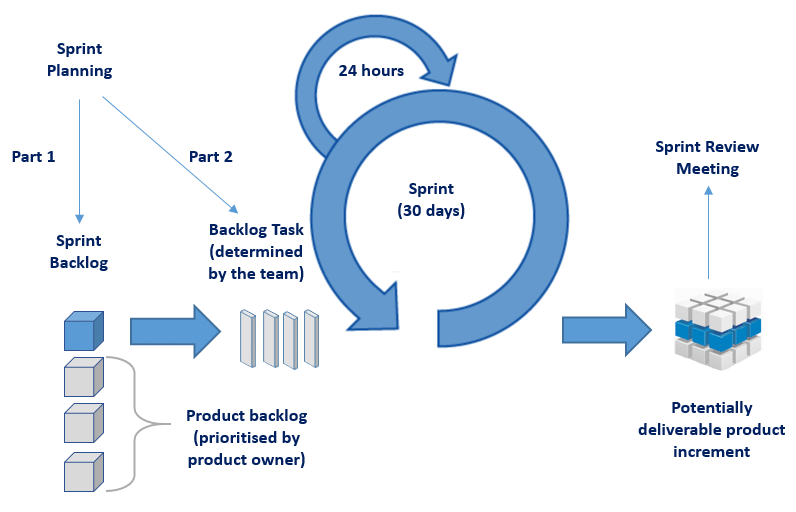 Sprint
Planning
24 hours
Part 1
Part 2
Sprint Review
Meeting
Sprint
(30 days)
Sprint
Backlog
Backlog Task
(determined
by the team)
Product backlog
(prioritised by
product owner)
Potentially
deliverable product
increment